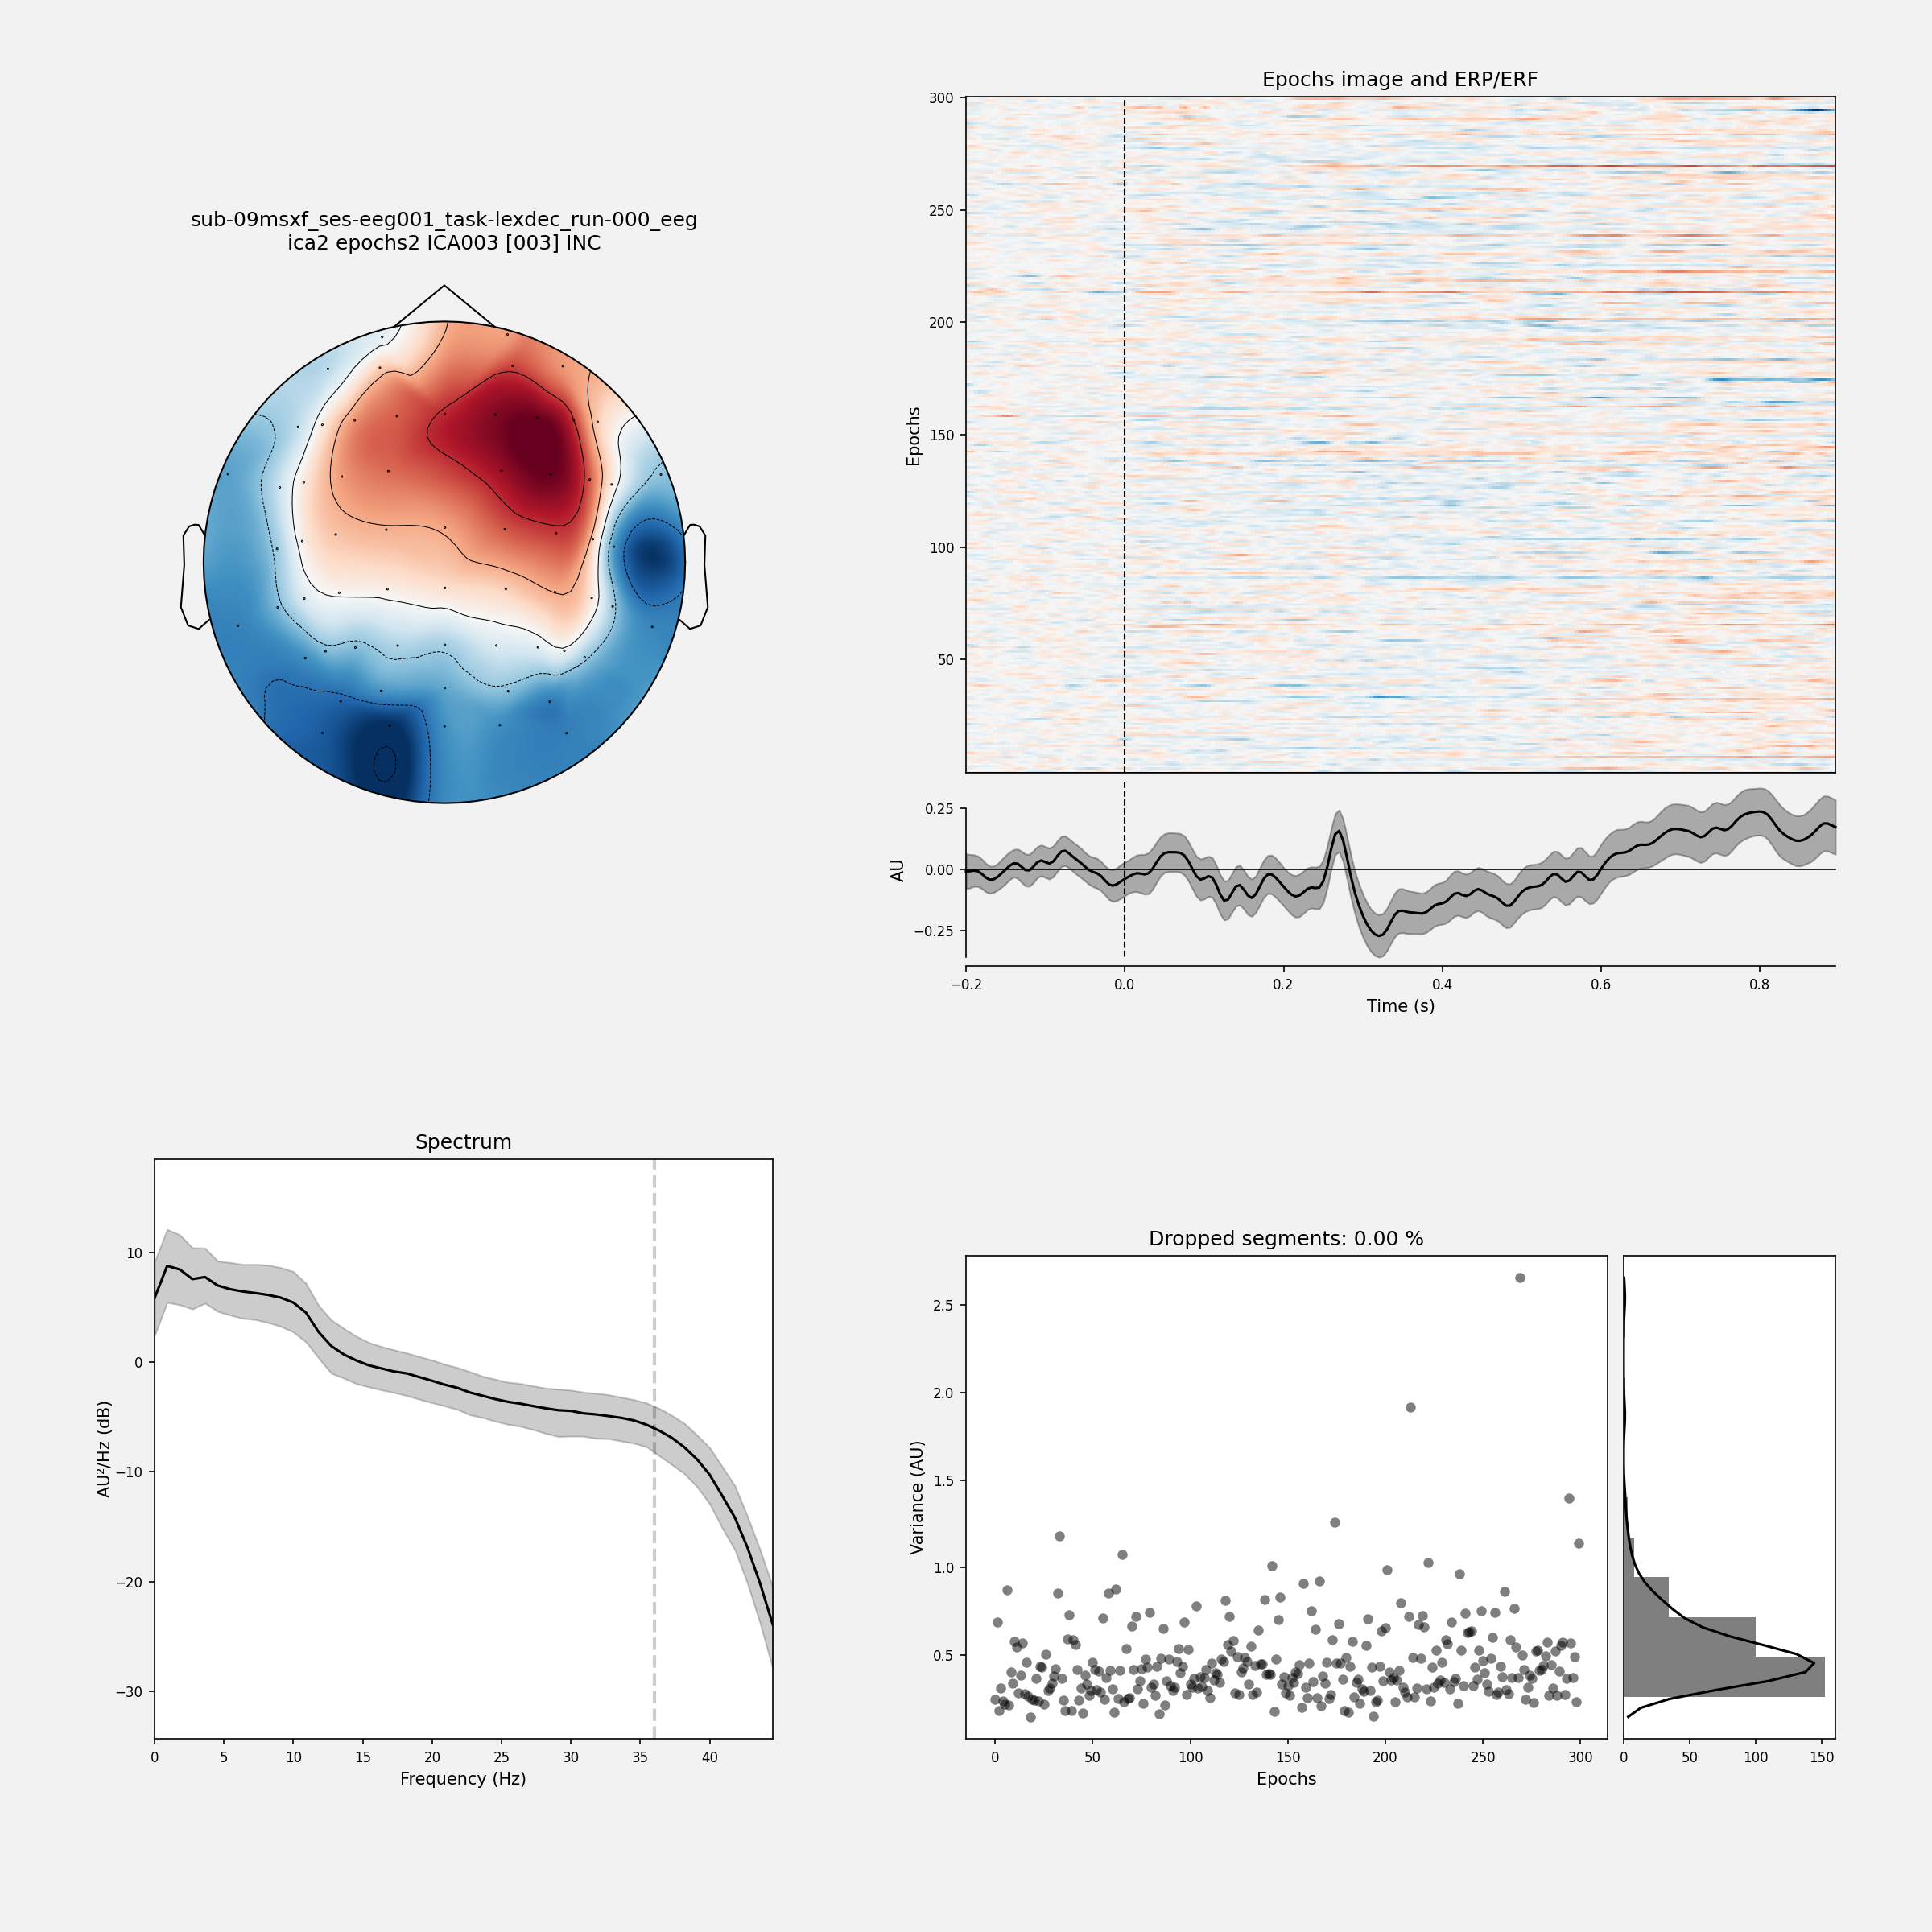 sub-09msxf_ses-eeg001_task-lexdec_run-000_eeg
ica2 epochs2 ICA003 [003] INC
Epochs image and ERP/ERF
Epochs
300
250
200
150
100
50
AU
0.25
0.00
−0.25
−0.2 0.0 0.2 0.4 0.6 0.8
Time (s)
Spectrum
AU²/Hz (dB)
10
0
−10
−20
−30
0 5 10 15 20 25 30 35 40
Frequency (Hz)
Dropped segments: 0.00 %
Variance (AU)
2.5
2.0
1.5
1.0
0.5
0 50 100 150 200 250 300
Epochs
0 50 100 150